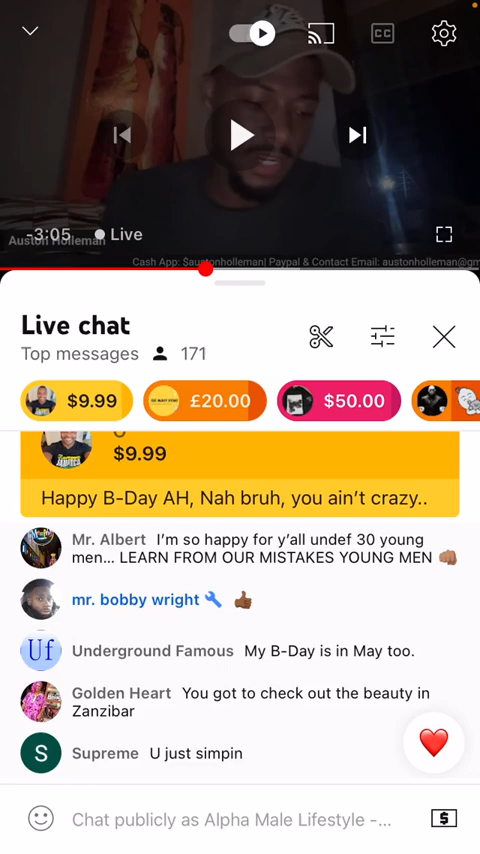 CC
-3:05
Live
Auston Holleman
Cash App: $austonholleman| Paypal & Contact Email: austonholleman@gm
Live chat
Top messages 171
$9.99
£20.00
$50.00
$9.99
Happy B-Day AH, Nah bruh, you ain’t crazy..
Mr. Albert I’m so happy for y’all undef 30 young
men... LEARN FROM OUR MISTAKES YOUNG MEN 👊🏽
mr. bobby wright 🔧 👍🏾
Uf
Underground Famous My B-Day is in May too.
Golden Heart You got to check out the beauty in
Zanzibar
S
Supreme U just simpin
Chat publicly as Alpha Male Lifestyle -...
$